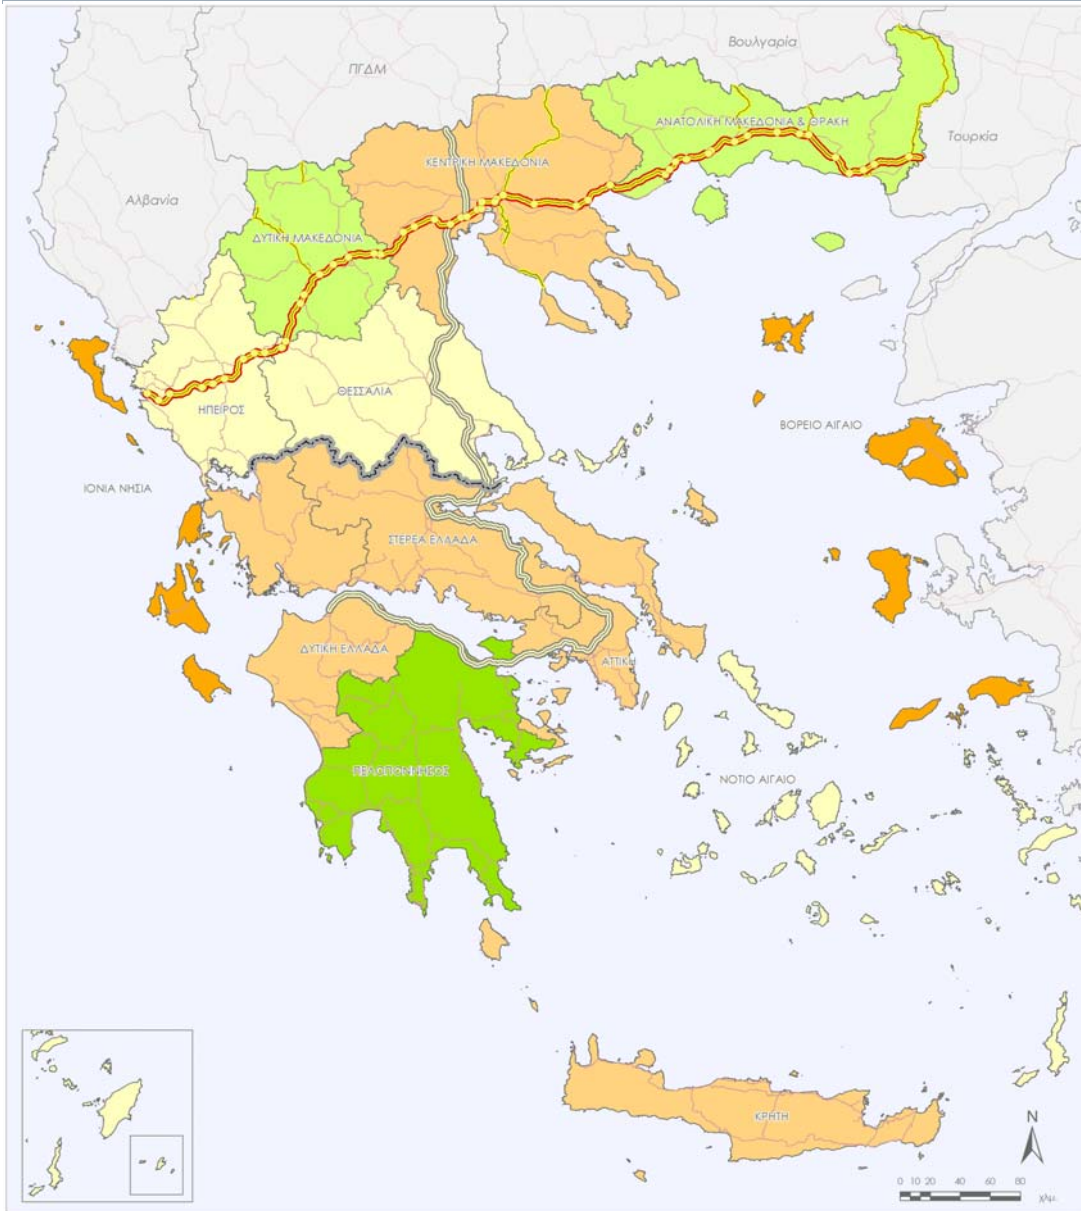 Βουλγαρία
ΠΓΔΜ
ΑΝΑΤΟΛΙΚΗ ΜΑΚΕΔΟΝΙΑ & ΘΡΑΚΗ
Τουρκία
ΚΕΝΤΡΙΚΗ ΜΑΚΕΔΟΝΙΑ
Αλβανία
ΔΥΤΙΚΗ ΜΑΚΕΔΟΝΙΑ
ΘΕΣΣΑΛΙΑ
ΗΠΕΙΡΟΣ
ΒΟΡΕΙΟ ΑΙΓΑΙΟ
ΙΟΝΙΑ ΝΗΣΙΑ
ΣΤΕΡΕΑ ΕΛΛΑΔΑ
ΔΥΤΙΚΗ ΕΛΛΑΔΑ
ΑΤΤΙΚΗ
ΠΕΛΟΠΟΝΝΗΣΟΣ
ΝΟΤΙΟ ΑΙΓΑΙΟ
ΚΡΗΤΗ
N
0 10 20 40 60 80
χλμ.